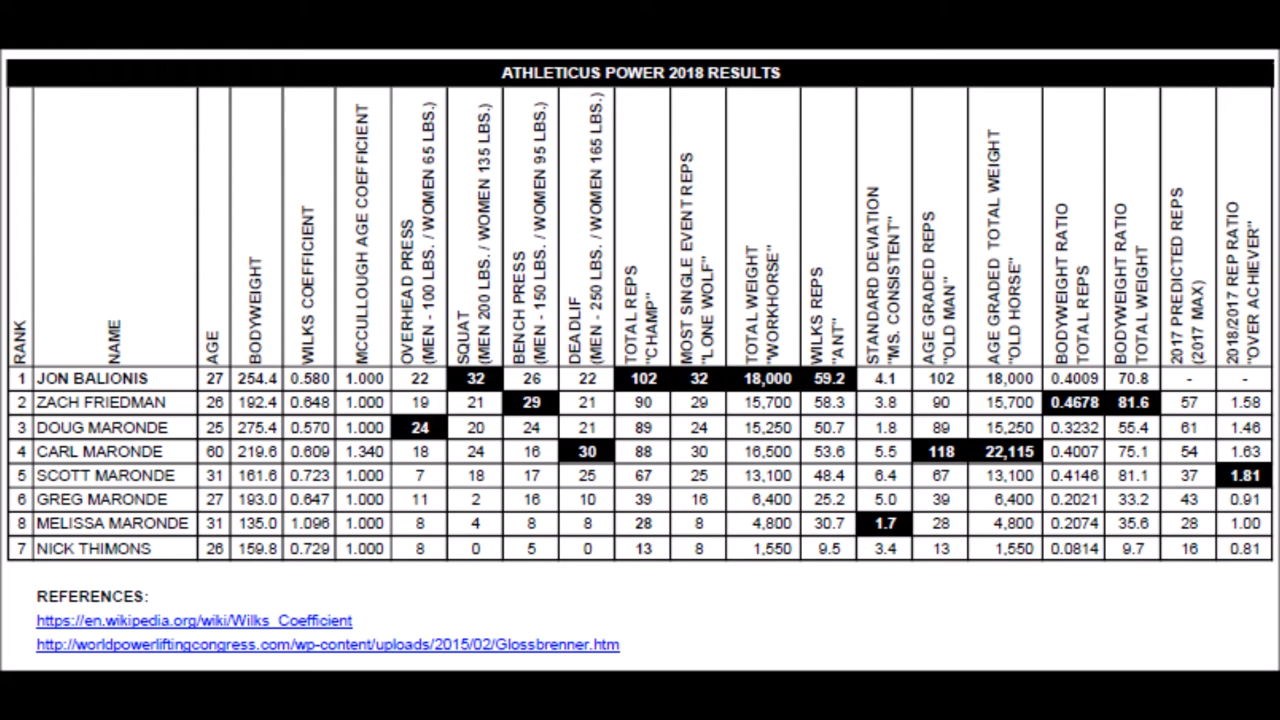 ATHLETICUS POWER 2018 RESULTS
RANK NAME AGE BODYWEIGHT WILKS COEFFICIENT MCCULLOUGH AGE COEFFICIENT OVERHEAD PRESS (MEN - 100 LBS. / WOMEN 65 LBS.) SQUAT (MEN 200 LBS. / WOMEN 135 LBS.) BENCH PRESS (MEN - 150 LBS. / WOMEN 95 LBS.) DEADLIF (MEN - 250 LBS. / WOMEN 165 LBS.) TOTAL REPS "CHAMP" MOST SINGLE EVENT REPS "LONE WOLF" TOTAL WEIGHT "WORKHORSE" WILKS REPS "ANT" STANDARD DEVIATION "MS. CONSISTENT" AGE GRADED REPS "OLD MAN" AGE GRADED TOTAL WEIGHT "OLD HORSE" BODYWEIGHT RATIO TOTAL REPS BODYWEIGHT RATIO TOTAL WEIGHT 2017 PREDICTED REPS (2017 MAX) 2018/2017 REP RATIO "OVER ACHIEVER"
1 JON BALIONIS 27 254.4 0.580 1.000 22 32 26 22 102 32 18,000 59.2 4.1 102 18,000 0.4009 70.8 - -
2 ZACH FRIEDMAN 26 192.4 0.648 1.000 19 21 29 21 90 29 15,700 58.3 3.8 90 15,700 0.4678 81.6 57 1.58
3 DOUG MARONDE 25 275.4 0.570 1.000 24 20 24 21 89 24 15,250 50.7 1.8 89 15,250 0.3232 55.4 61 1.46
4 CARL MARONDE 60 219.6 0.609 1.340 18 24 16 30 88 30 16,500 53.6 5.5 118 22,115 0.4007 75.1 54 1.63
5 SCOTT MARONDE 31 161.6 0.723 1.000 7 18 17 25 67 25 13,100 48.4 6.4 67 13,100 0.4146 81.1 37 1.81
6 GREG MARONDE 27 193.0 0.647 1.000 11 2 16 10 39 16 6,400 25.2 5.0 39 6,400 0.2021 33.2 43 0.91
8 MELISSA MARONDE 31 135.0 1.096 1.000 8 4 8 8 28 8 4,800 30.7 1.7 28 4,800 0.2074 35.6 28 1.00
7 NICK THIMONS 26 159.8 0.729 1.000 8 0 5 0 13 8 1,550 9.5 3.4 13 1,550 0.0814 9.7 16 0.81
REFERENCES:
https://en.wikipedia.org/wiki/Wilks_Coefficient
http://worldpowerliftingcongress.com/wp-content/uploads/2015/02/Glossbrenner.htm